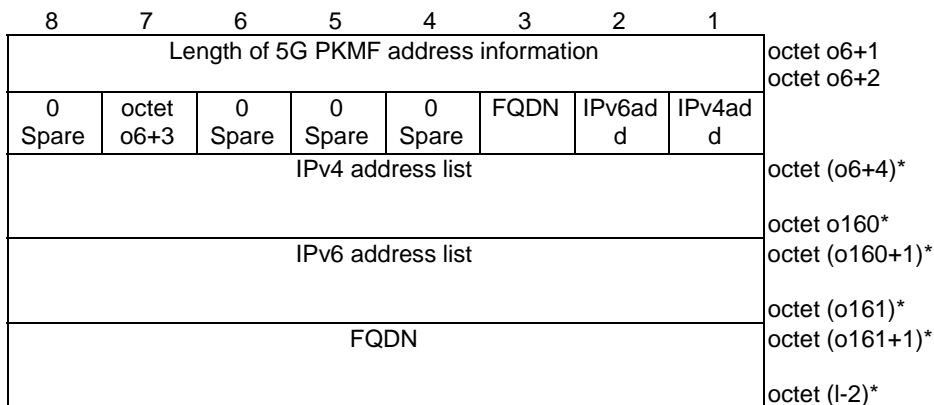 8 7 6 5 4 3 2 1
Length of 5G PKMF address information octet o6+1
octet o6+2
0 octet 0 0 0 FQDN IPv6ad IPv4ad
Spare o6+3 Spare Spare Spare d d
IPv4 address list octet (o6+4)*
octet o160*
IPv6 address list octet (o160+1)*
octet (o161)*
FQDN octet (o161+1)*
octet (l-2)*